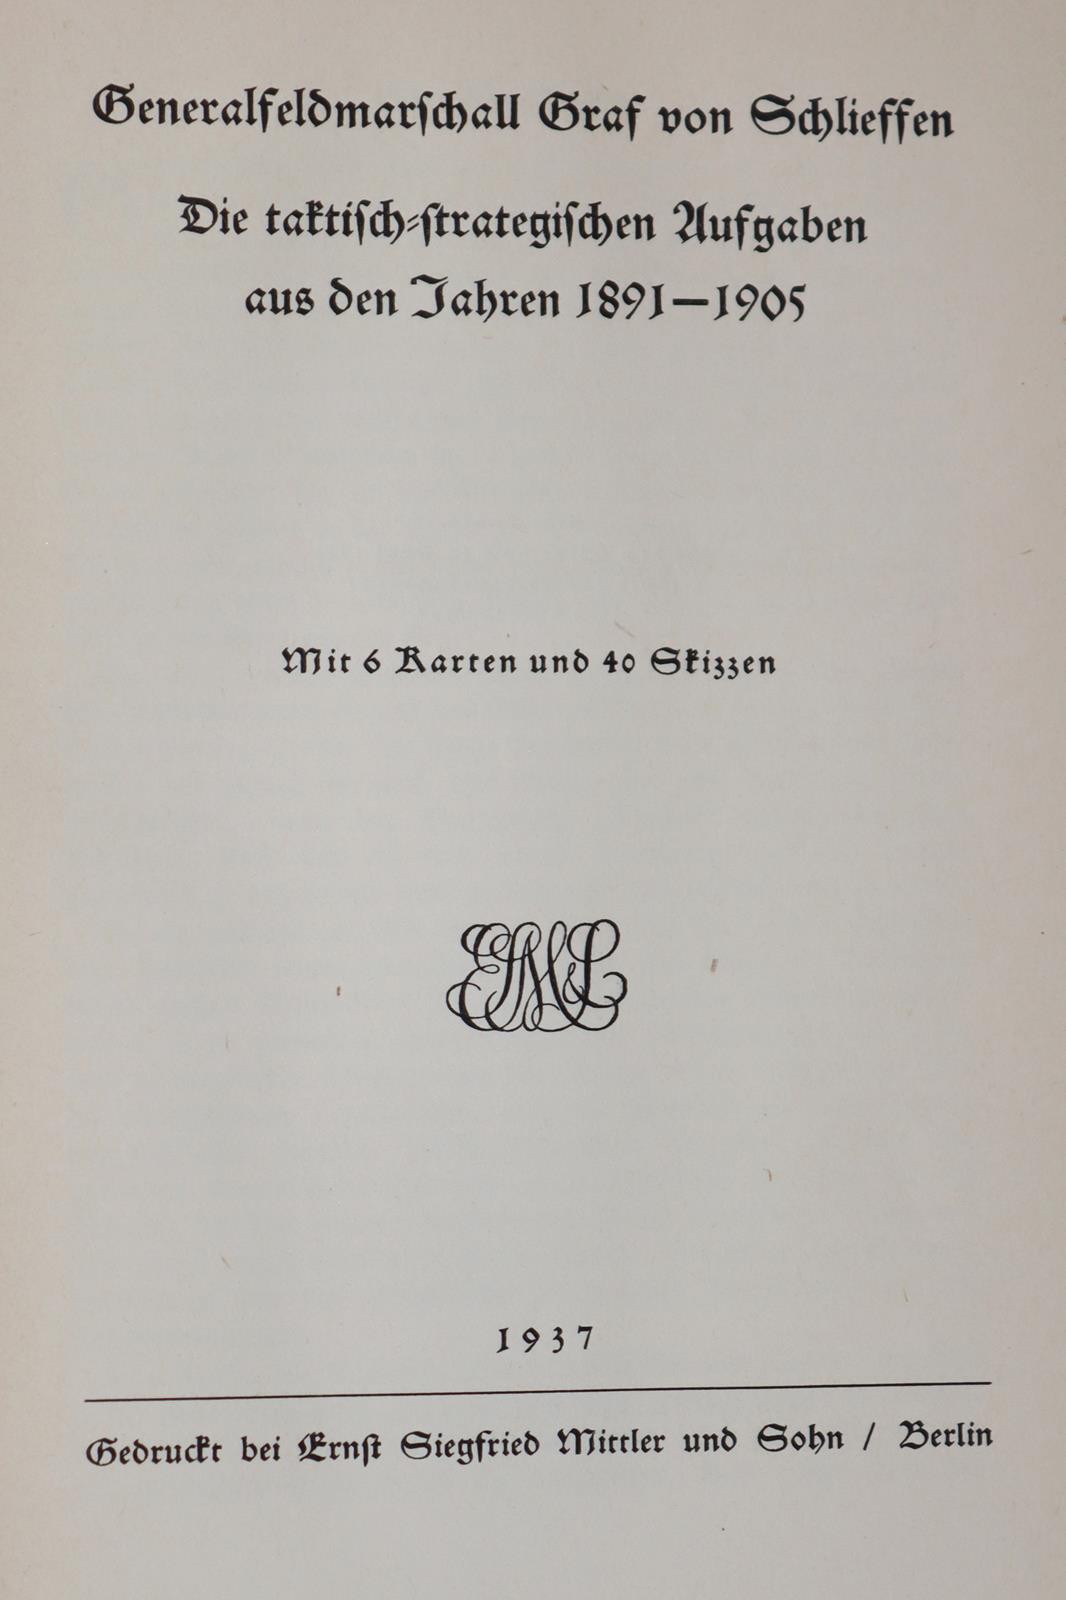 Generalfeldmarſchall Graf von Schlieffen
Die taktiſch-ſtrategiſchen Aufgaben
aus den Jahren 1891—1905
Mit 6 Karten und 40 Skizzen
EMS
1937
Gedruckt bei Ernſt Siegfried Mittler und Sohn / Berlin